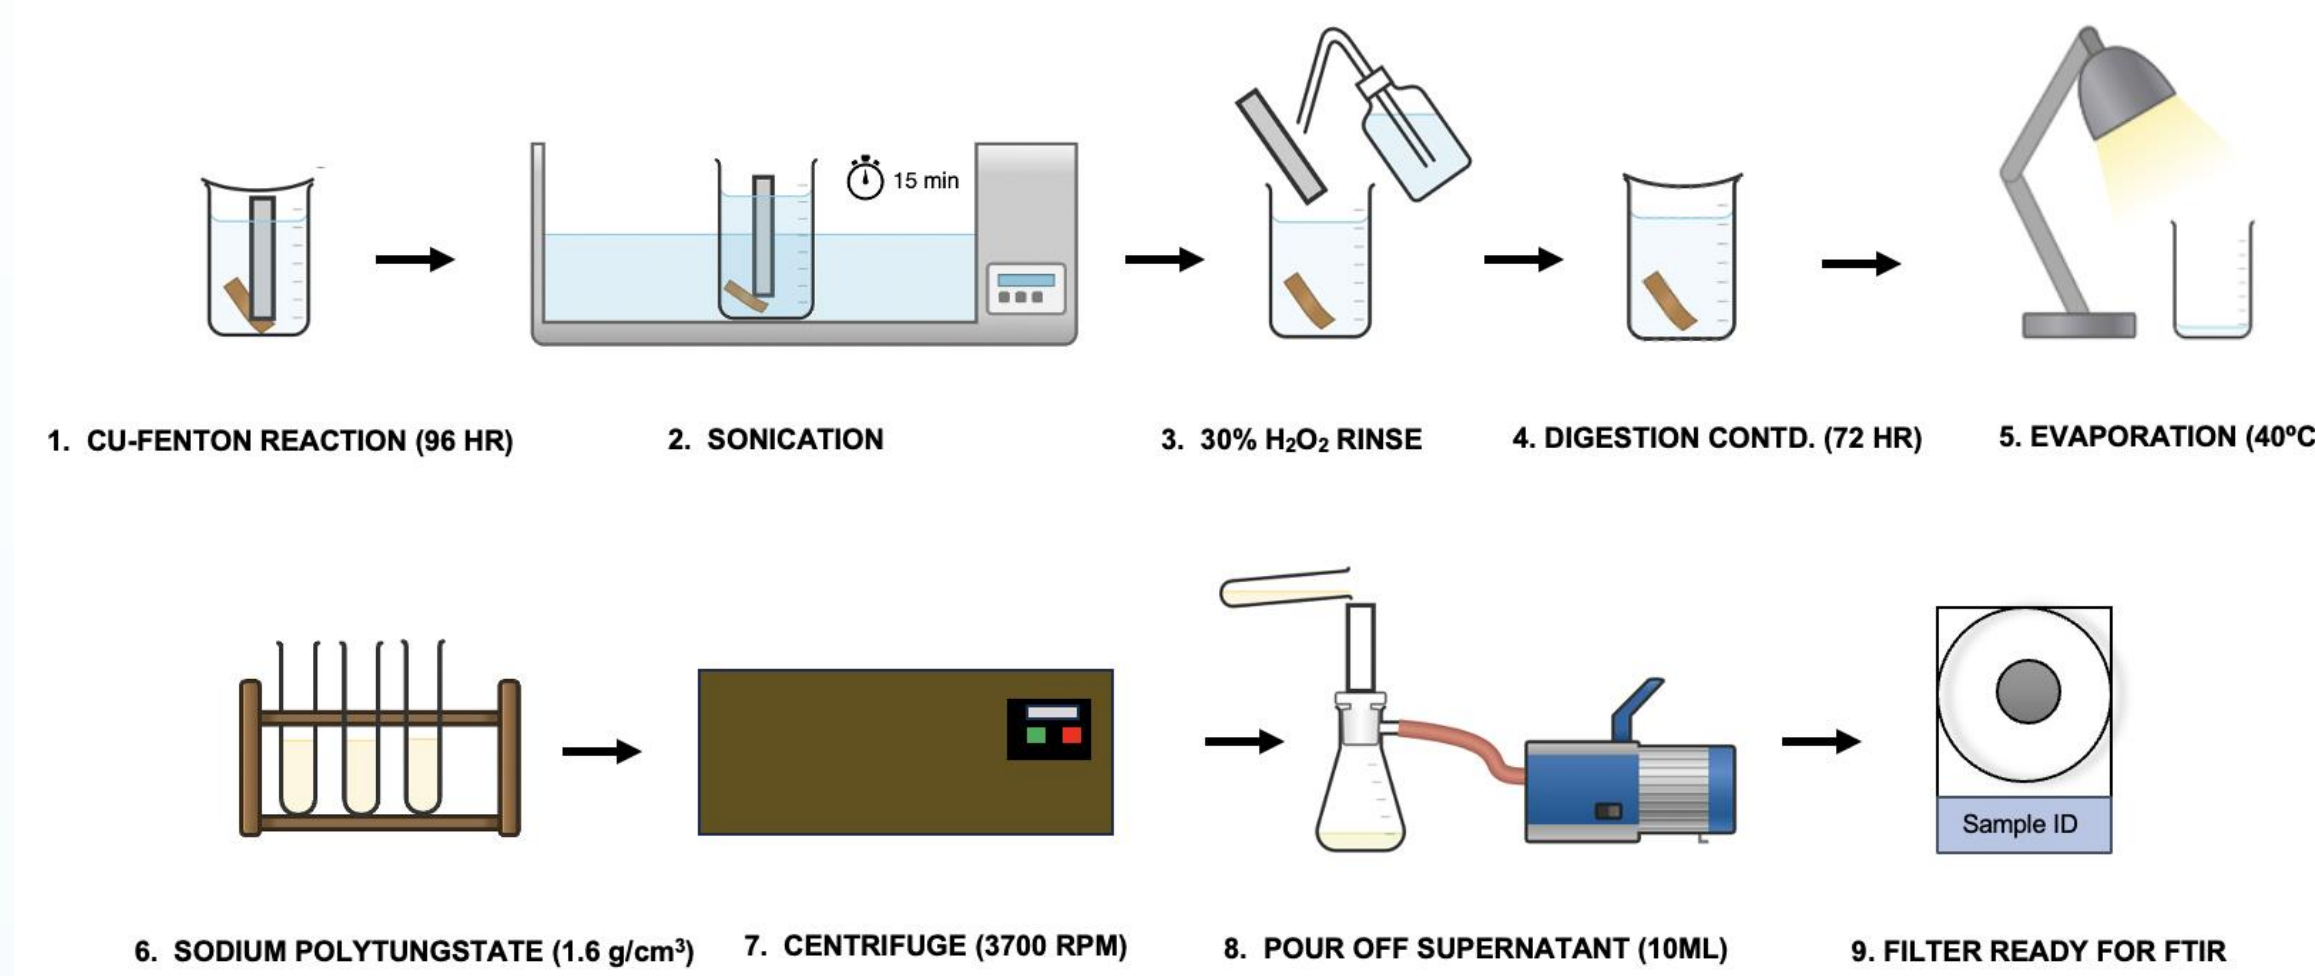 15 min
1. CU-FENTON REACTION (96 HR)
2. SONICATION
3. 30% H₂O₂ RINSE
4. DIGESTION CONTD. (72 HR)
5. EVAPORATION (40ºC
Sample ID
6. SODIUM POLYTUNGSTATE (1.6 g/cm³)
7. CENTRIFUGE (3700 RPM)
8. POUR OFF SUPERNATANT (10ML)
9. FILTER READY FOR FTIR